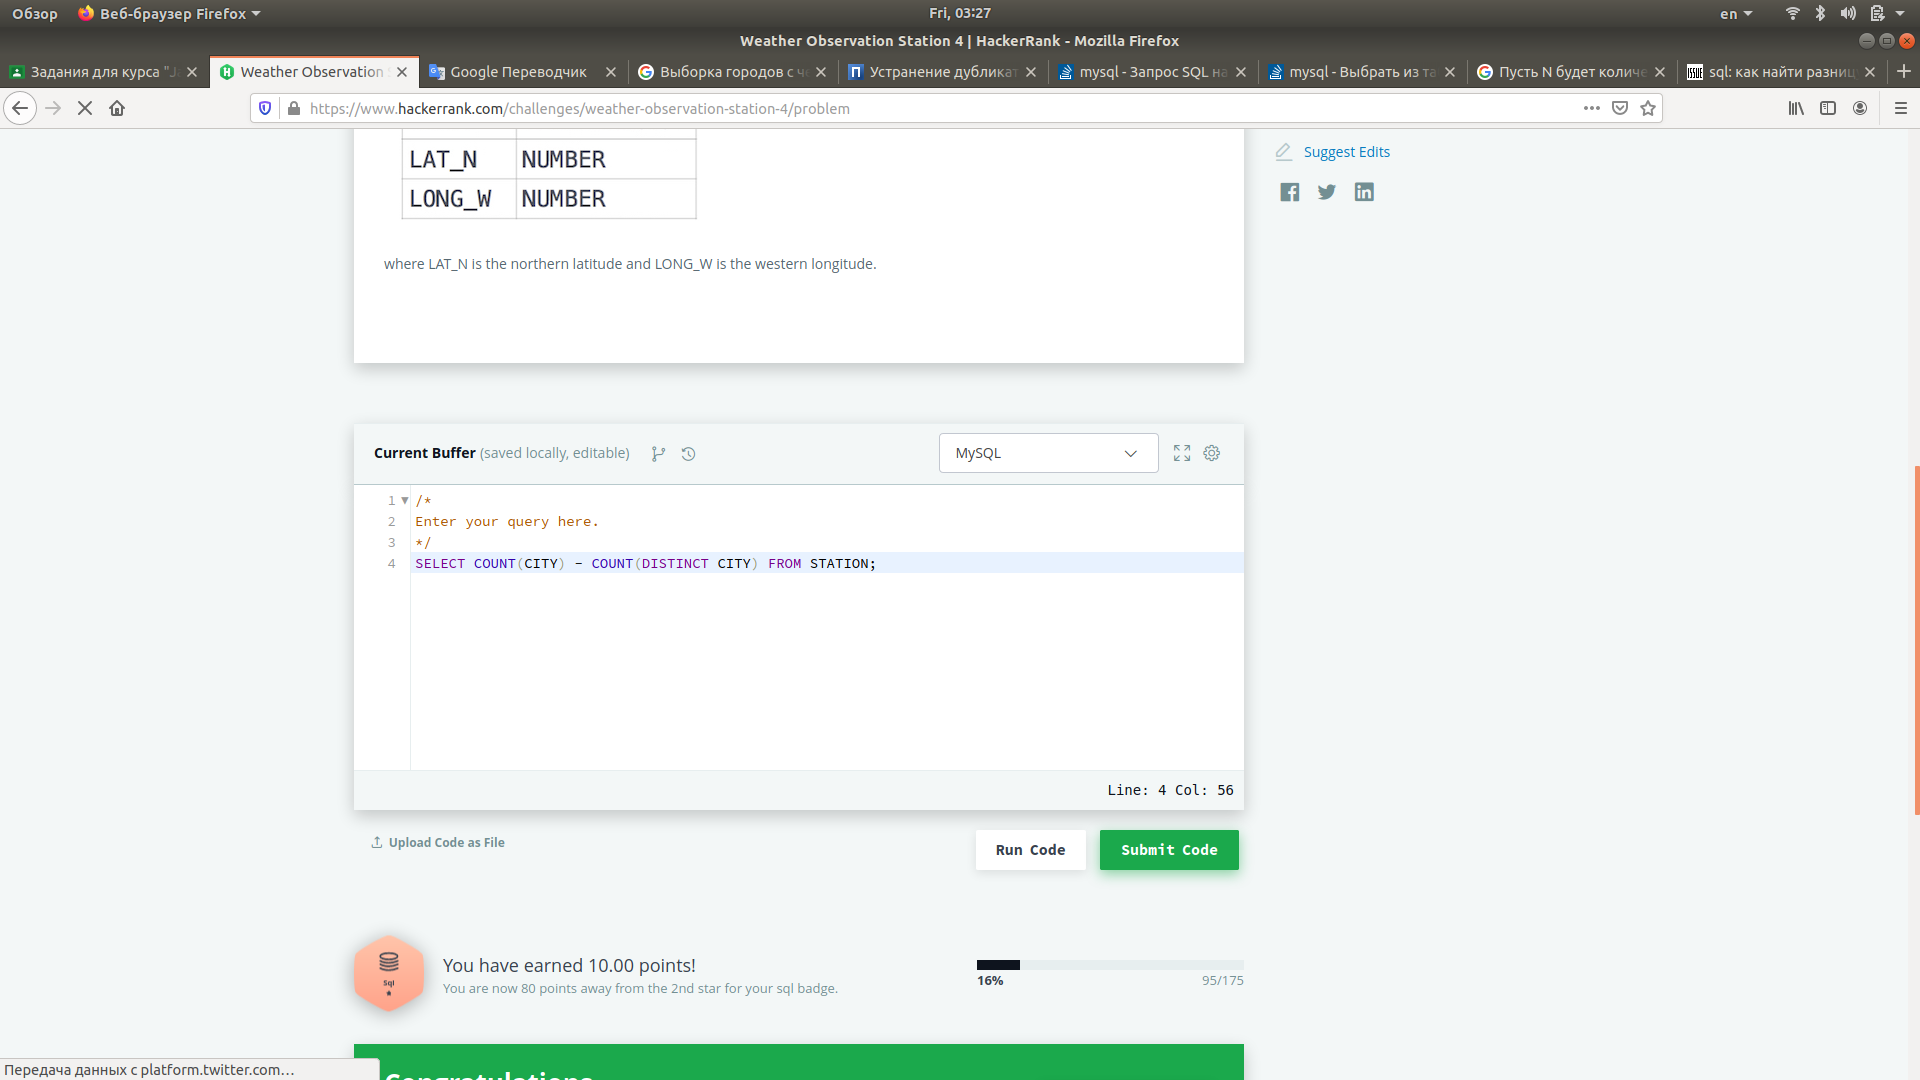 Обзор Веб-браузер Firefox Fri, 03:27 en
Weather Observation Station 4 | HackerRank - Mozilla Firefox
Задания для курса "J Weather Observation Google Переводчик Выборка городов с ч Устранение дубликат mysql - Запрос SQL на mysql - Выбрать из та Пусть N будет количе sql: как найти разниц
https://www.hackerrank.com/challenges/weather-observation-station-4/problem
LAT_N NUMBER
LONG_W NUMBER
Suggest Edits
where LAT_N is the northern latitude and LONG_W is the western longitude.
Current Buffer (saved locally, editable) MySQL
1 /*
2 Enter your query here.
3 */
4 SELECT COUNT(CITY) - COUNT(DISTINCT CITY) FROM STATION;
Line: 4 Col: 56
Upload Code as File Run Code Submit Code
Sql
You have earned 10.00 points!
You are now 80 points away from the 2nd star for your sql badge.
16% 95/175
Congratulations
Передача данных с platform.twitter.com…